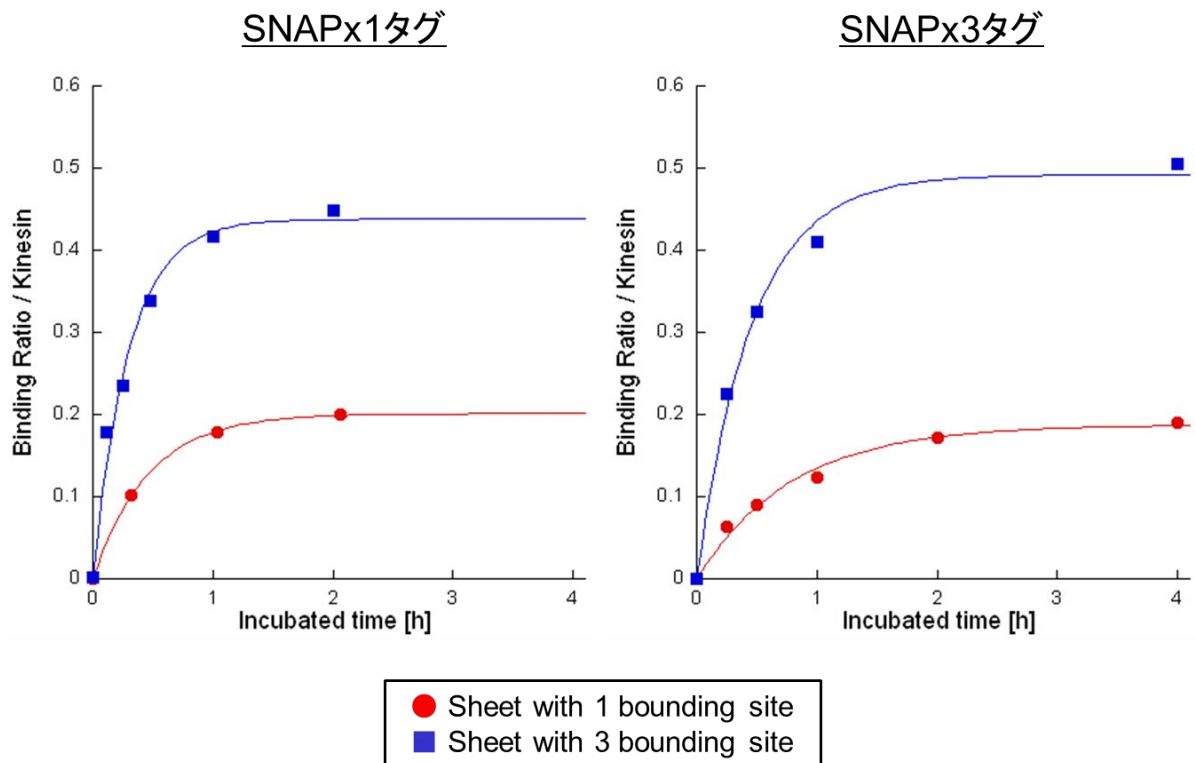 SNAPx1タグ
SNAPx3タグ
0.6
0.5
0.4
0.3
0.2
0.1
0
Binding Ratio / Kinesin
0 1 2 3 4
Incubated time [h]
0.6
0.5
0.4
0.3
0.2
0.1
0
Binding Ratio / Kinesin
0 1 2 3 4
Incubated time [h]
Sheet with 1 bounding site
Sheet with 3 bounding site